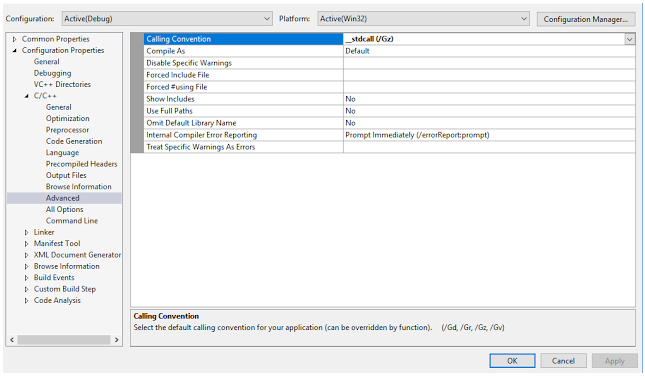 Configuration: Active(Debug) Platform: Active(Win32) Configuration Manager...
Common Properties
Configuration Properties
General
Debugging
VC++ Directories
C/C++
General
Optimization
Preprocessor
Code Generation
Language
Precompiled Headers
Output Files
Browse Information
Advanced
All Options
Command Line
Linker
Manifest Tool
XML Document Generator
Browse Information
Build Events
Custom Build Step
Code Analysis
Calling Convention __stdcall (/Gz)
Compile As Default
Disable Specific Warnings
Forced Include File
Forced #using File
Show Includes No
Use Full Paths No
Omit Default Library Name No
Internal Compiler Error Reporting Prompt Immediately (/errorReport:prompt)
Treat Specific Warnings As Errors
Calling Convention
Select the default calling convention for your application (can be overridden by function). (/Gd, /Gr, /Gz, /Gv)
OK Cancel Apply